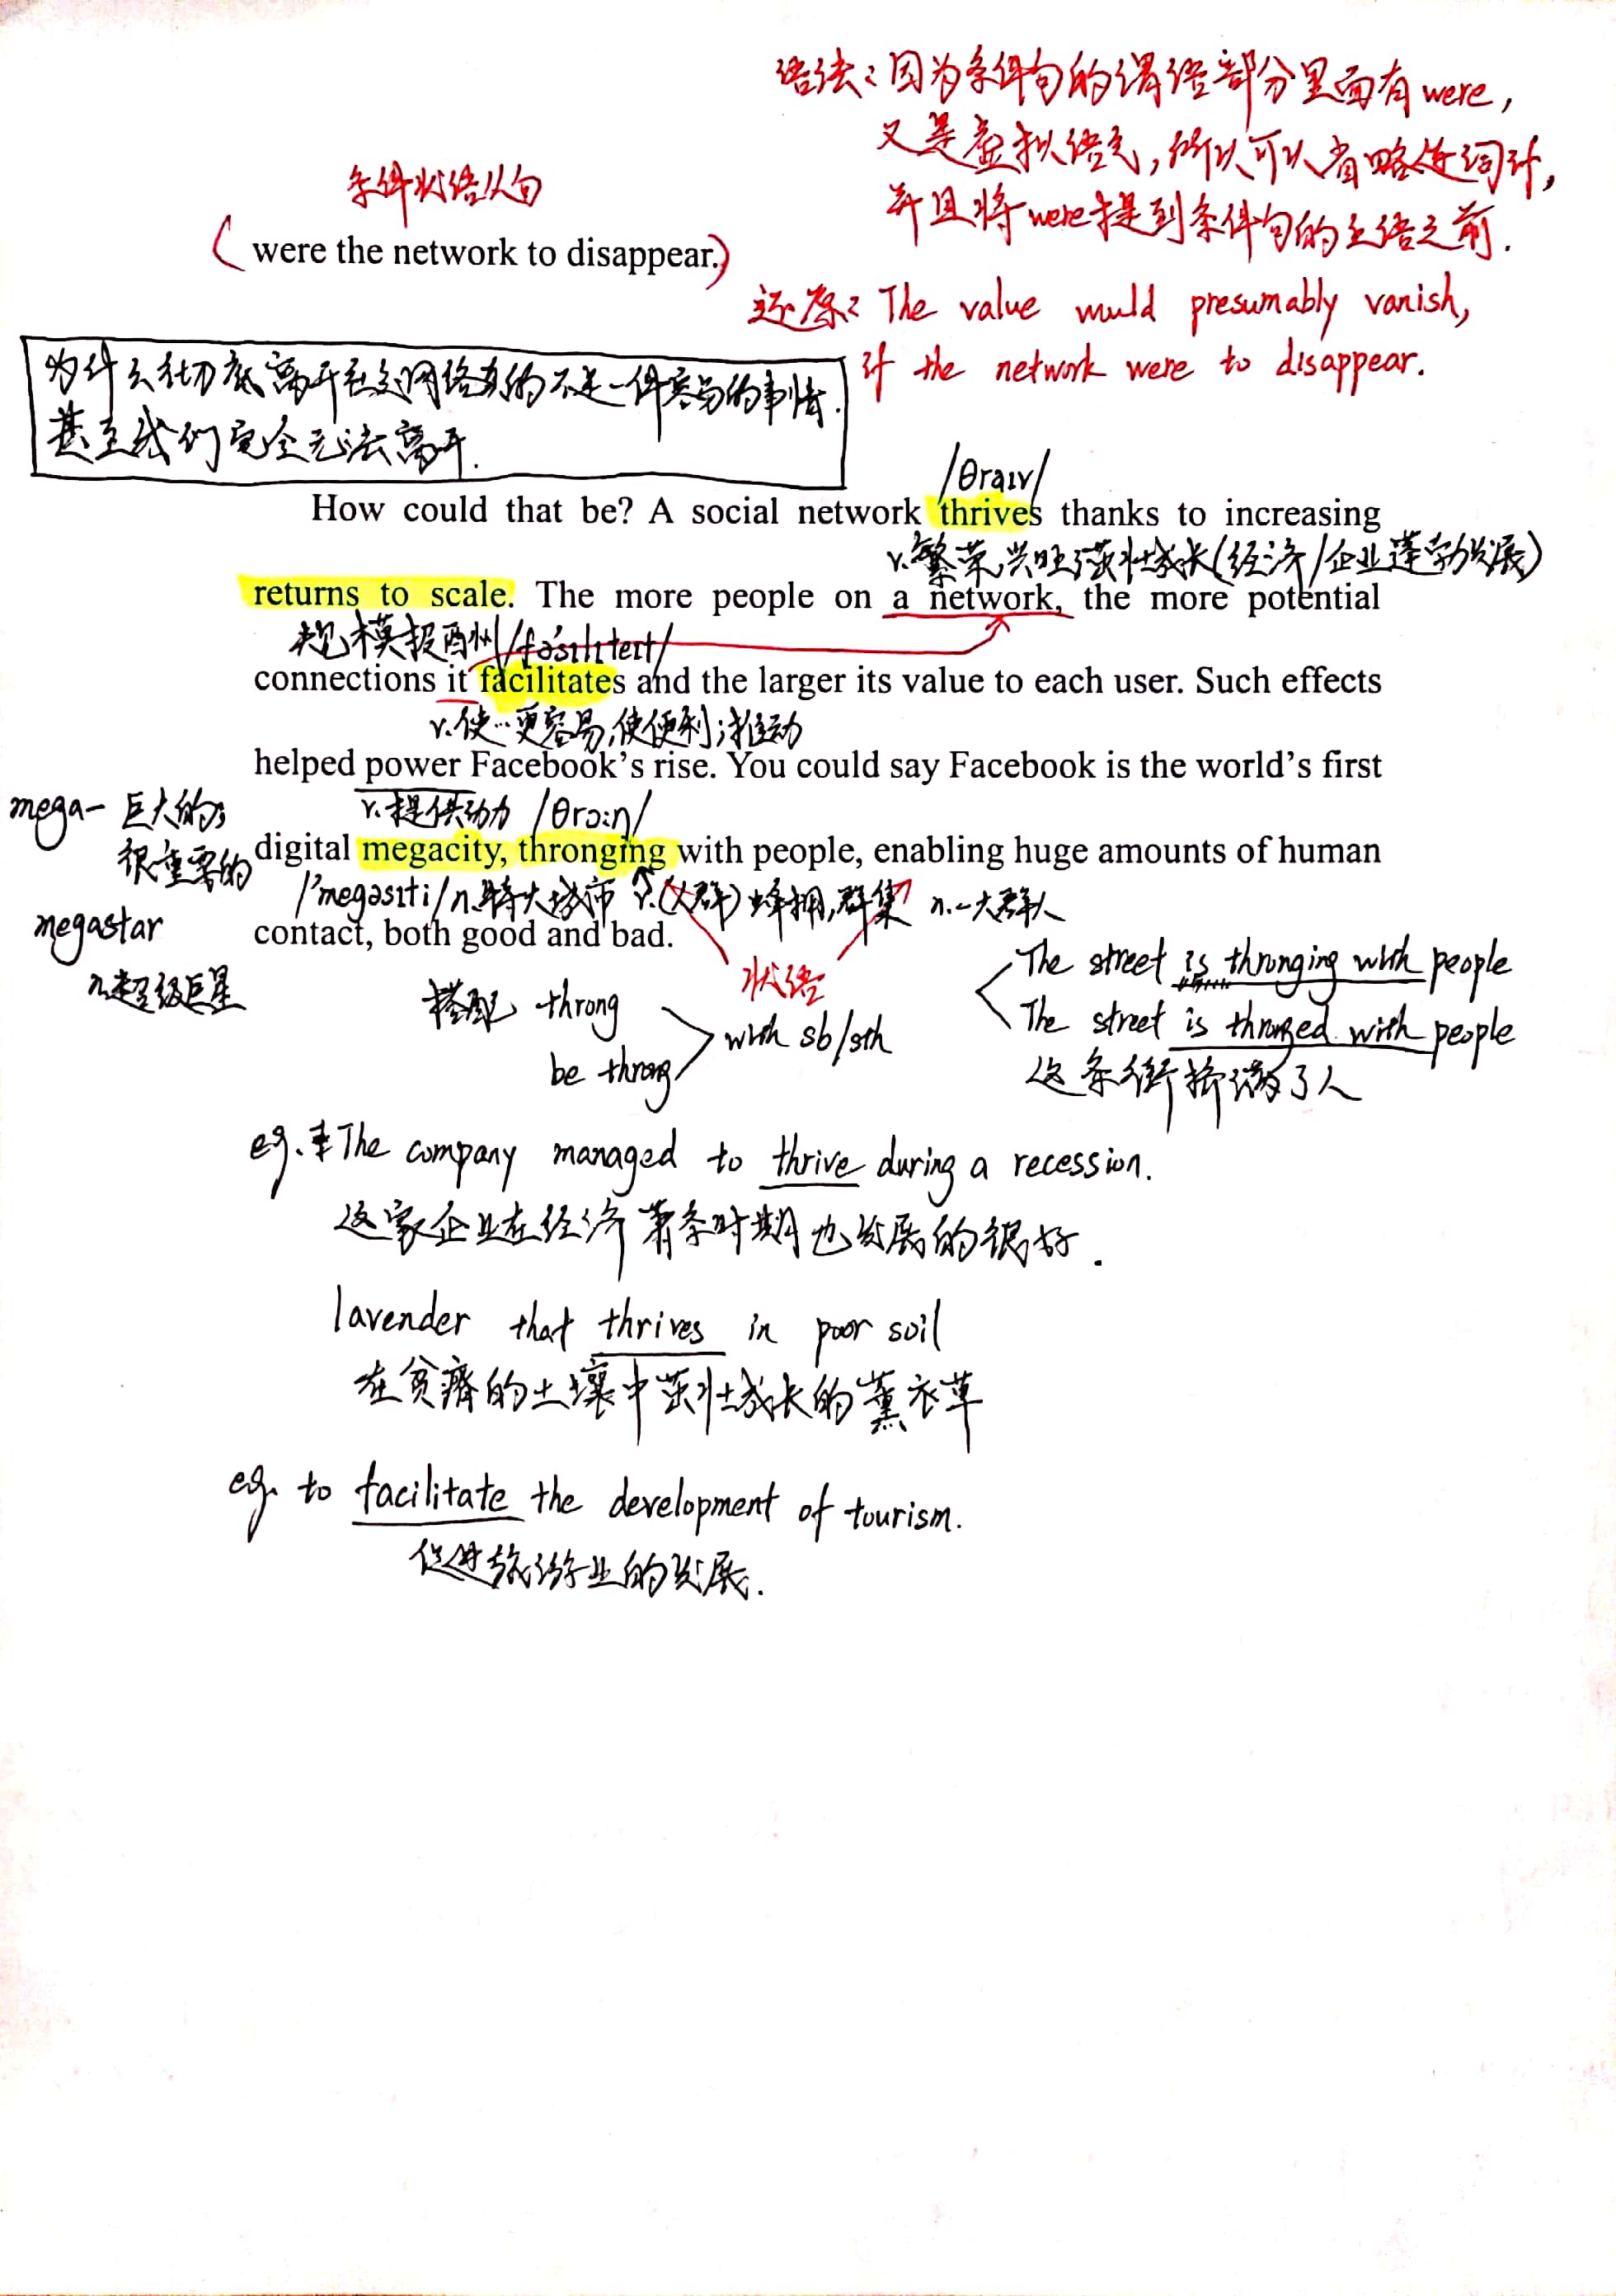 语法：因为条件句的谓语部分里面有were，
又是虚拟语气，所以可以省略连词if，
并且将were提到条件句的主语之前.
条件状语从句
(were the network to disappear.)
还原：The value would presumably vanish,
if the network were to disappear.
为什么彻底离开社交网络真的不是一件容易的事情.
甚至我们完全无法离开.
/θraɪv/
How could that be? A social network thrives thanks to increasing
v.繁荣,兴旺;茁壮成长(经济/企业蓬勃发展)
returns to scale. The more people on a network, the more potential
规模报酬 /fəˈsɪlɪteɪt/
connections it facilitates and the larger its value to each user. Such effects
v.使…更容易,使便利;推动
helped power Facebook's rise. You could say Facebook is the world's first
v.提供动力 /θrɔːŋ/
mega- 巨大的;
很重要的
digital megacity, thronging with people, enabling huge amounts of human
/ˈmegəsɪti/ n.特大城市 v.(人群)蜂拥,群集 n.一大群人
contact, both good and bad.
megastar
n.超级巨星
状语
搭配 throng
be throng
with sb/sth
The street is thronging with people
The street is thronged with people
这条街挤满了人
eg. The company managed to thrive during a recession.
这家企业在经济萧条时期也发展的很好.
lavender that thrives in poor soil
在贫瘠的土壤中茁壮成长的薰衣草
eg. to facilitate the development of tourism.
促进旅游业的发展.